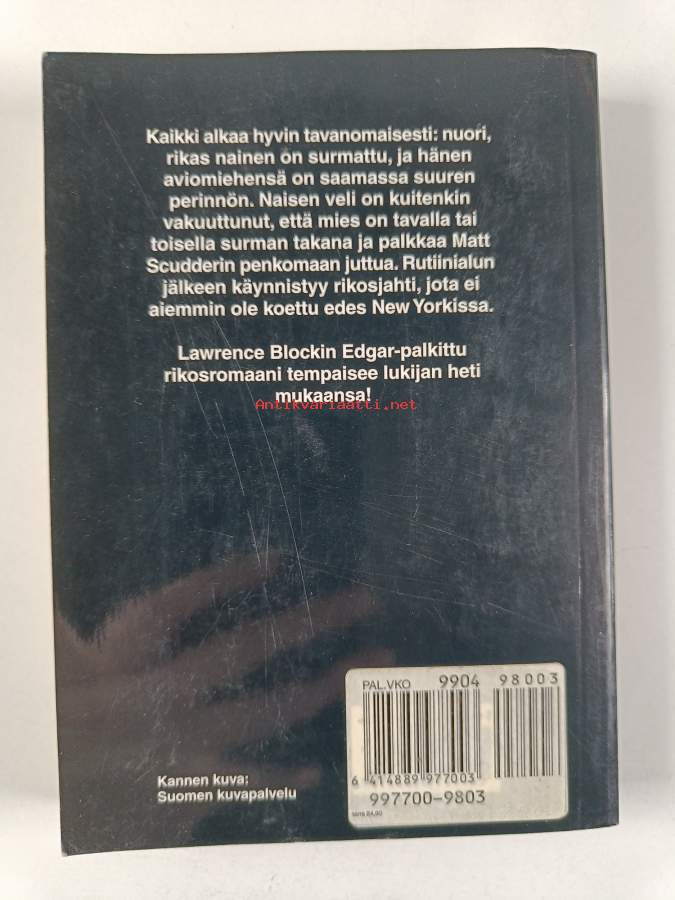 Kaikki alkaa hyvin tavanomaisesti: nuori,
rikas nainen on surmattu, ja hänen
aviomiehensä on saamassa suuren
perinnön. Naisen veli on kuitenkin
vakuuttunut, että mies on tavalla tai
toisella surman takana ja palkkaa Matt
Scudderin penkomaan juttua. Rutiinialun
jälkeen käynnistyy rikosjahti, jota ei
aiemmin ole koettu edes New Yorkissa.
Lawrence Blockin Edgar-palkittu
rikosromaani tempaisee lukijan heti
mukaansa!
Antikvariaatti.net
PAL.VKO 9904 98003
6 414889 977003
997700-9803
Kannen kuva:
Suomen kuvapalvelu